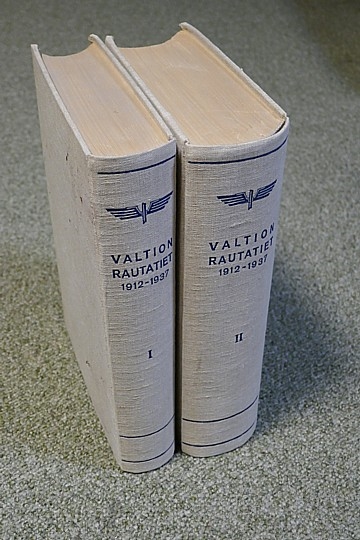 VALTION
RAUTATIET
1912-1937
I
VALTION
RAUTATIET
1912-1937
II